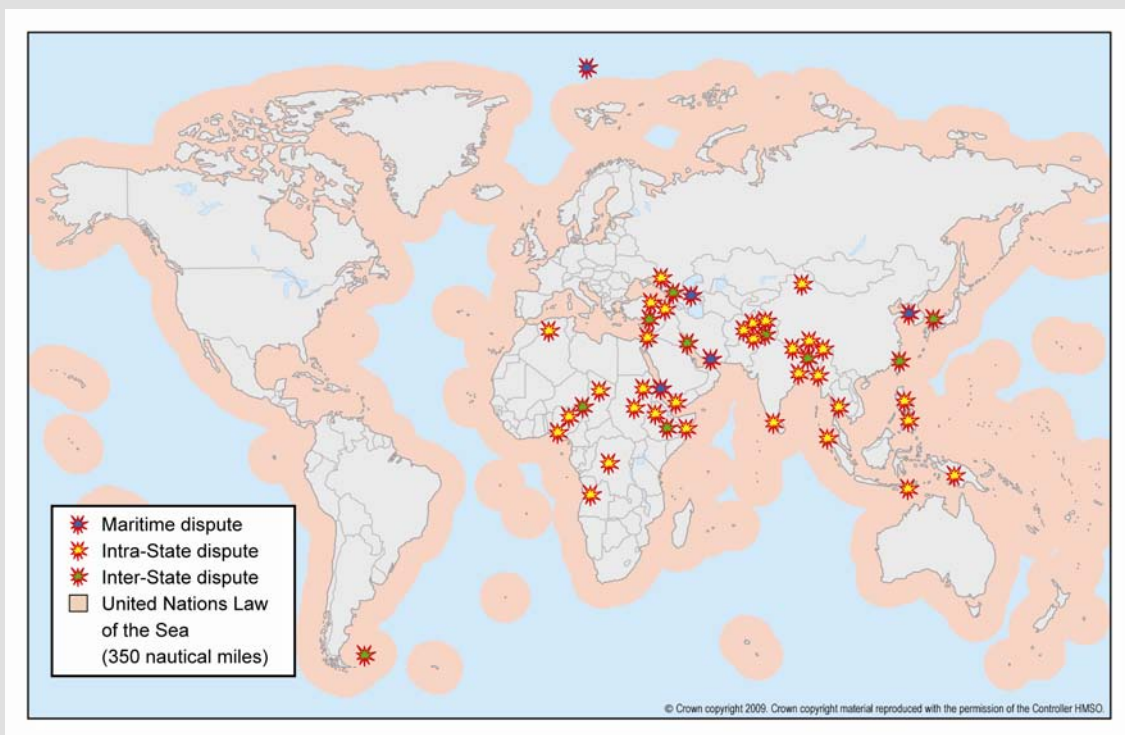 Maritime dispute
Intra-State dispute
Inter-State dispute
United Nations Law
of the Sea
(350 nautical miles)
© Crown copyright 2009. Crown copyright material reproduced with the permission of the Controller HMSO.